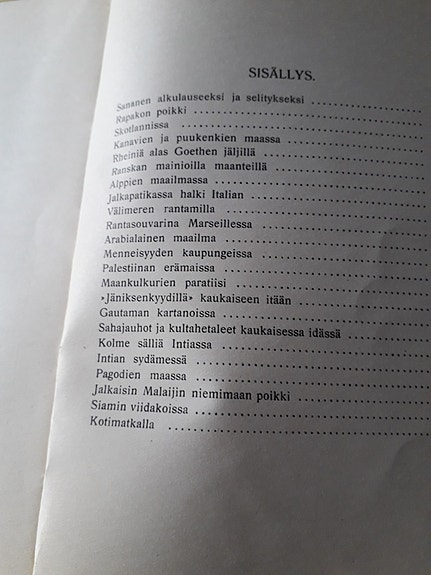 SISÄLLYS.
Sananen alkulauseeksi ja selitykseksi
Rapakon poikki
Skotlannissa
Kanavien ja puukenkien maassa
Rheiniä alas Goethen jäljillä
Ranskan mainioilla maanteillä
Alppien maailmassa
Jalkapatikassa halki Italian
Välimeren rantamilla
Rantasouvarina Marseillessa
Arabialainen maailma
Menneisyyden kaupungeissa
Palestiinan erämaissa
Maankulkurien paratiisi
»Jäniksenkyydillä» kaukaiseen itään
Gautaman kartanoissa
Sahajauhot ja kultahetaleet kaukaisessa idässä
Kolme sälliä Intiassa
Intian sydämessä
Pagodien maassa
Jalkaisin Malaijin niemimaan poikki
Siamin viidakoissa
Kotimatkalla